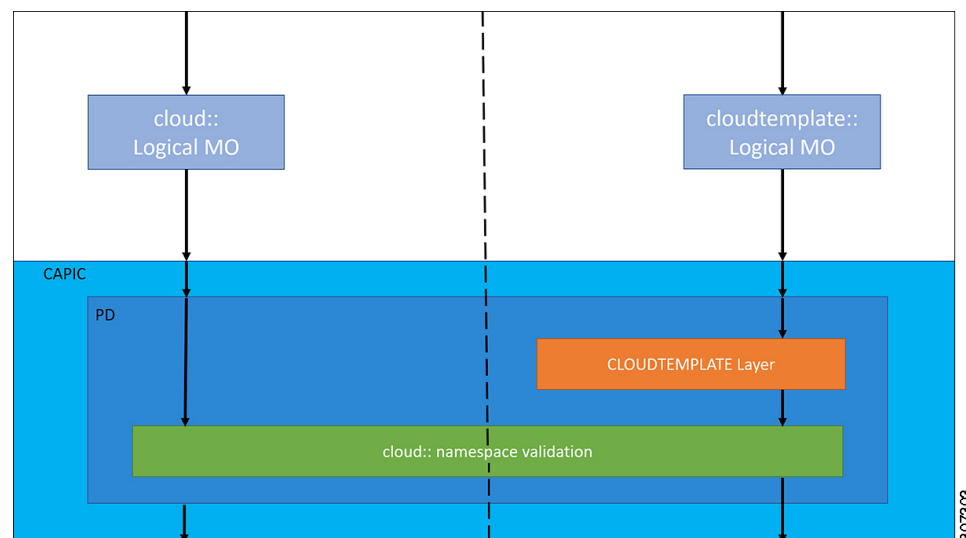 cloud::
Logical MO
cloudtemplate::
Logical MO
CAPIC
PD
CLOUDTEMPLATE Layer
cloud:: namespace validation